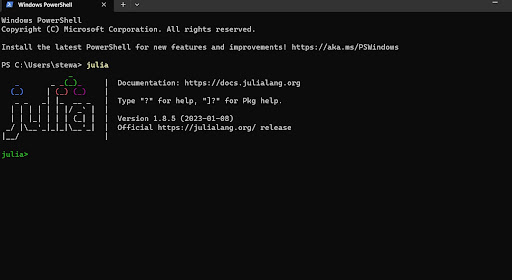 Windows PowerShell
Windows PowerShell
Copyright (C) Microsoft Corporation. All rights reserved.
Install the latest PowerShell for new features and improvements! https://aka.ms/PSWindows
PS C:\Users\stewa> julia
Documentation: https://docs.julialang.org
Type "?" for help, "]?" for Pkg help.
Version 1.8.5 (2023-01-08)
Official https://julialang.org/ release
julia>